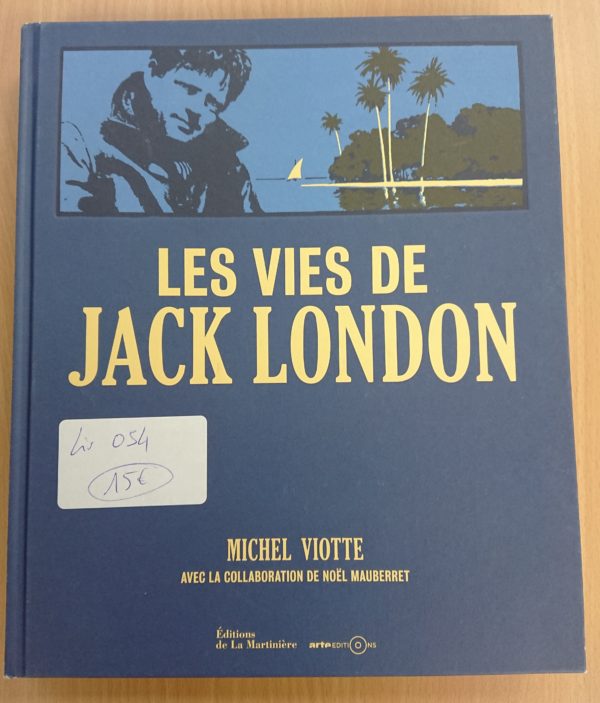 LES VIES DE
JACK LONDON
Liv 054
15€
MICHEL VIOTTE
AVEC LA COLLABORATION DE NOËL MAUBERRET
Éditions
de La Martinière
arte EDITIONS